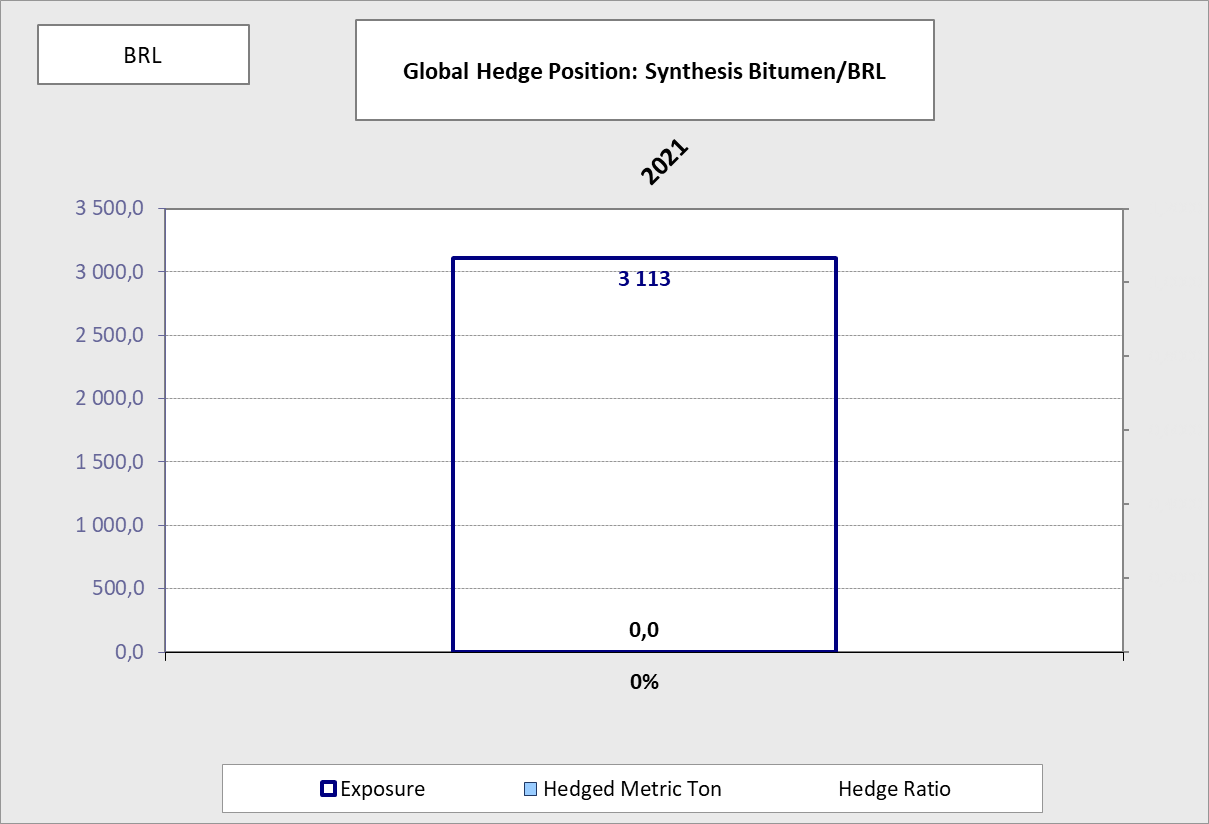 BRL
Global Hedge Position: Synthesis Bitumen/BRL
2021
3 500,0
3 000,0
2 500,0
2 000,0
1 500,0
1 000,0
500,0
0,0
3 113
0,0
0%
Exposure
Hedged Metric Ton
Hedge Ratio